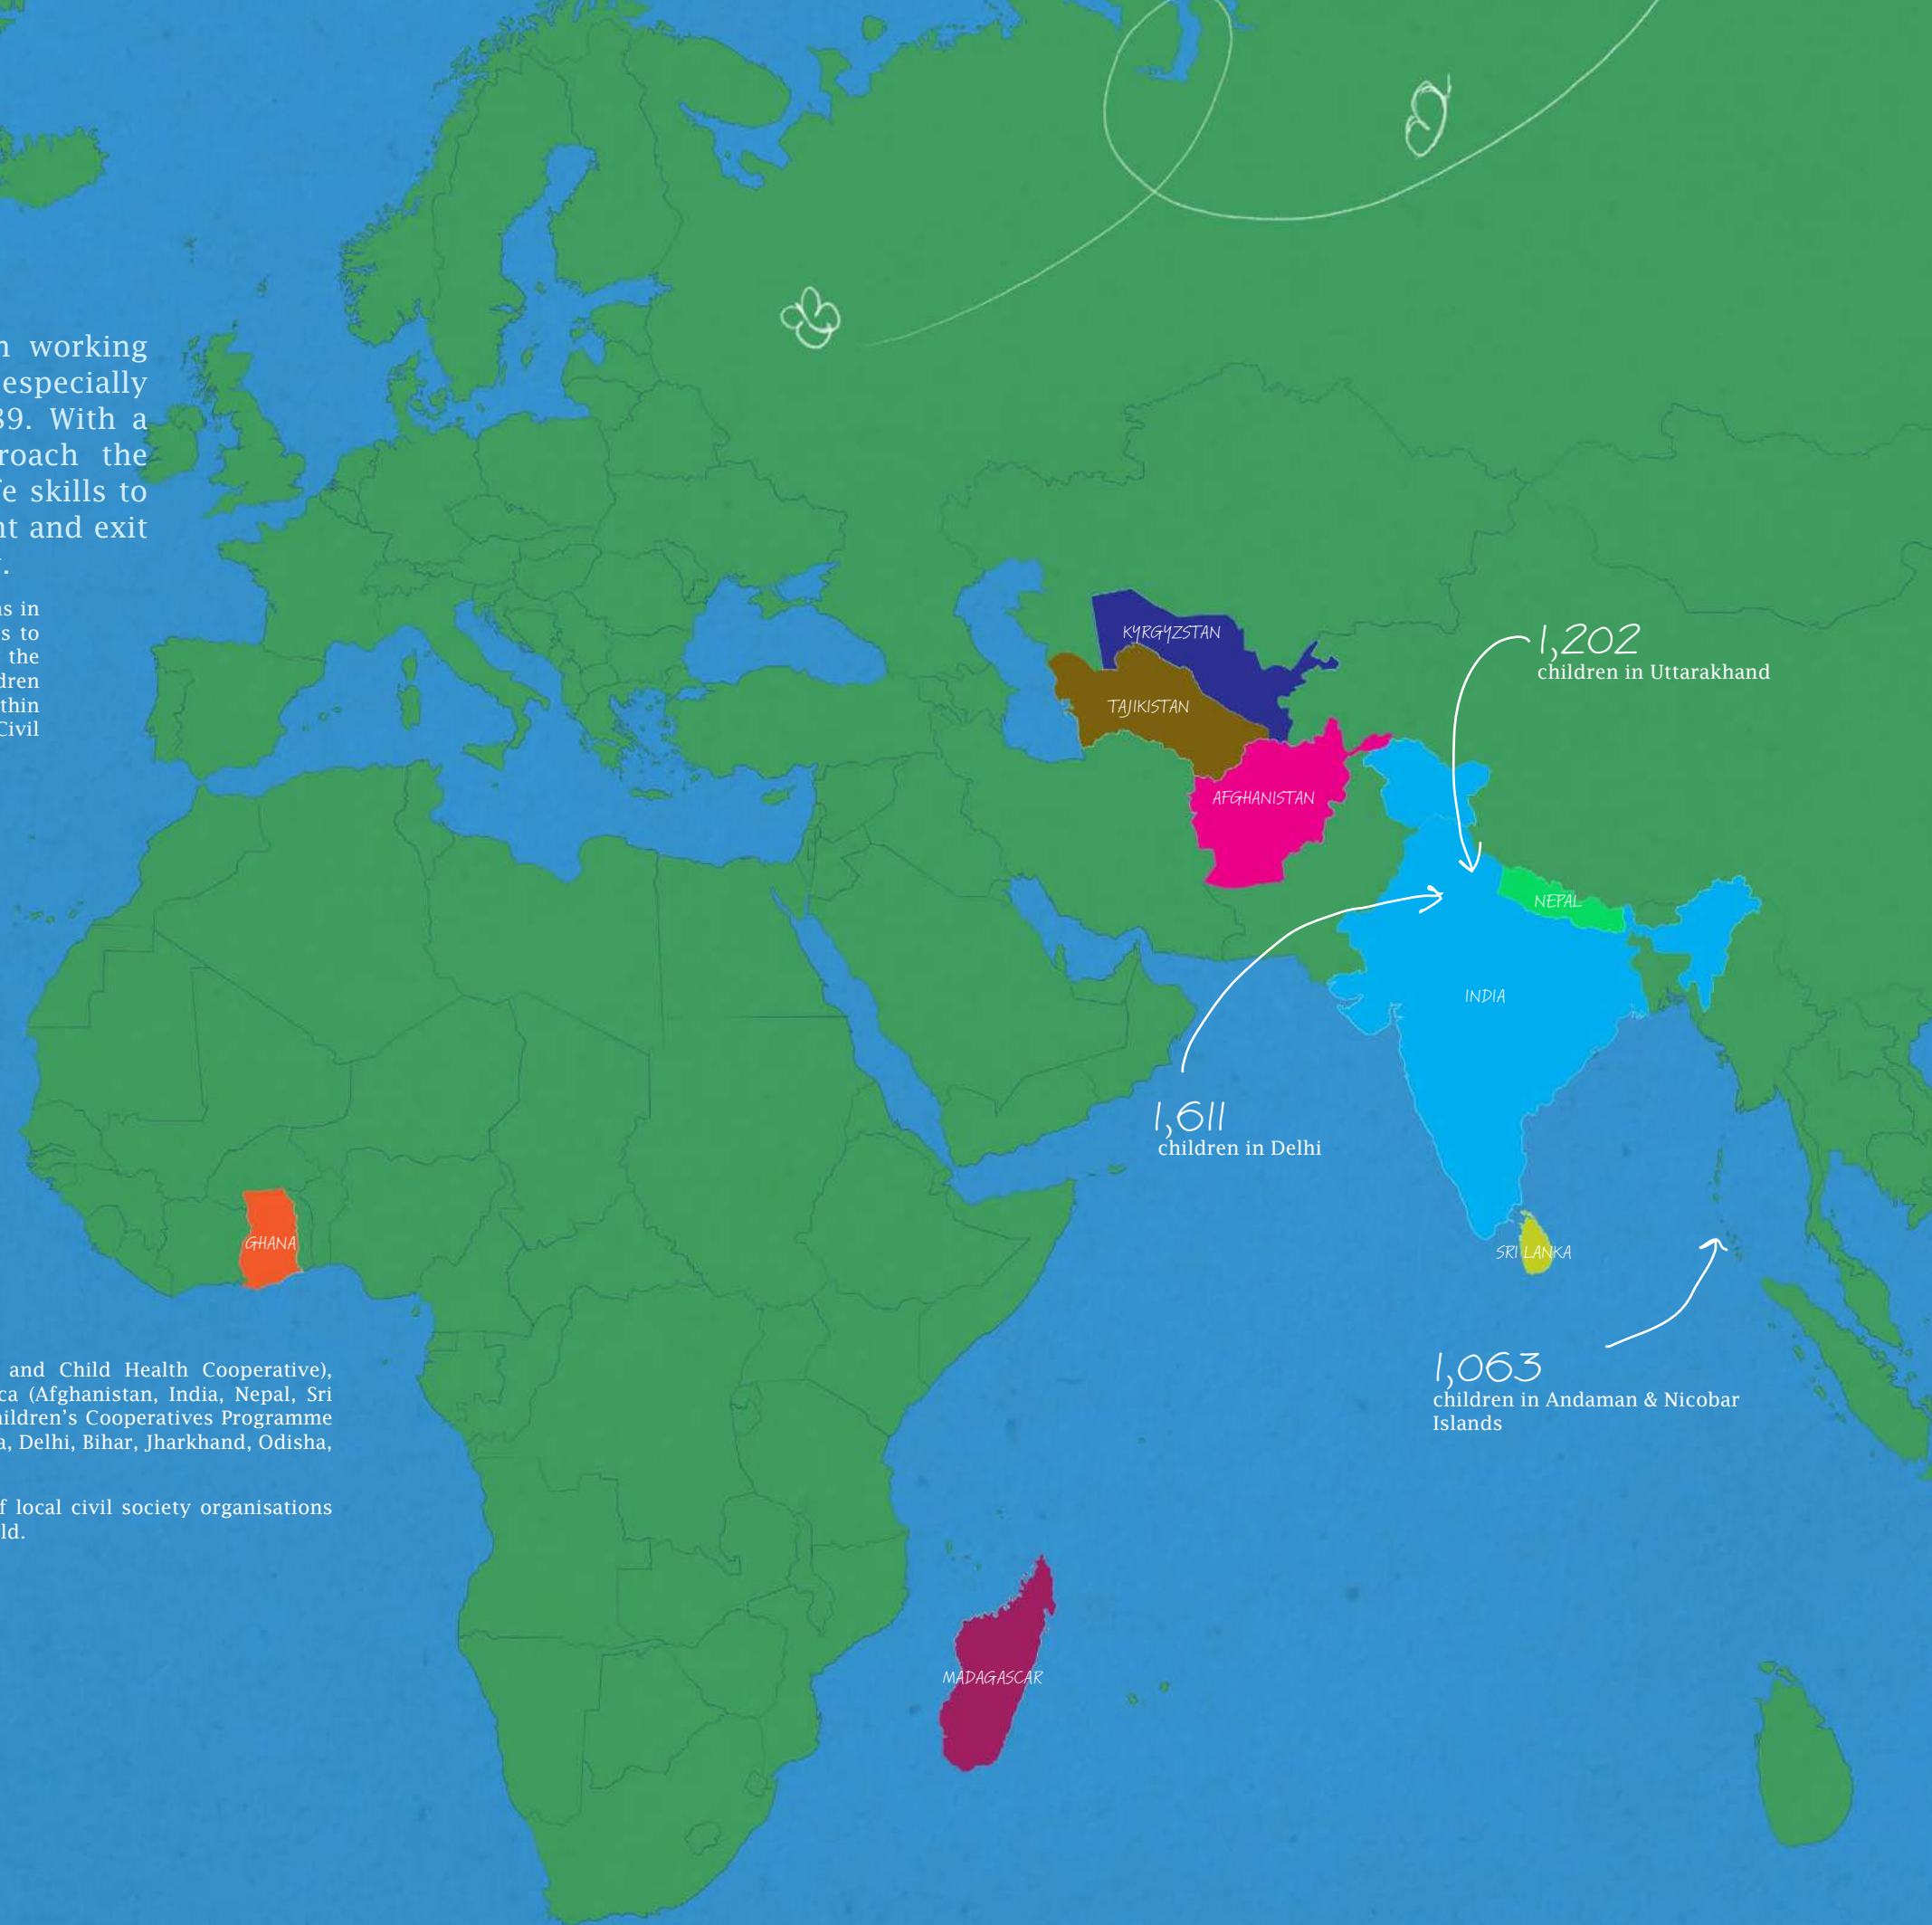 n working
especially
89. With a
roach the
e skills to
nt and exit
.
ns in
s to
the
dren
thin
Civil
KYRGYZSTAN
TAJIKISTAN
AFGHANISTAN
1,202
children in Uttarakhand
NEPAL
INDIA
1,611
children in Delhi
GHANA
SRI LANKA
1,063
children in Andaman & Nicobar
Islands
and Child Health Cooperative),
ca (Afghanistan, India, Nepal, Sri
hildren's Cooperatives Programme
a, Delhi, Bihar, Jharkhand, Odisha,
f local civil society organisations
ld.
MADAGASCAR